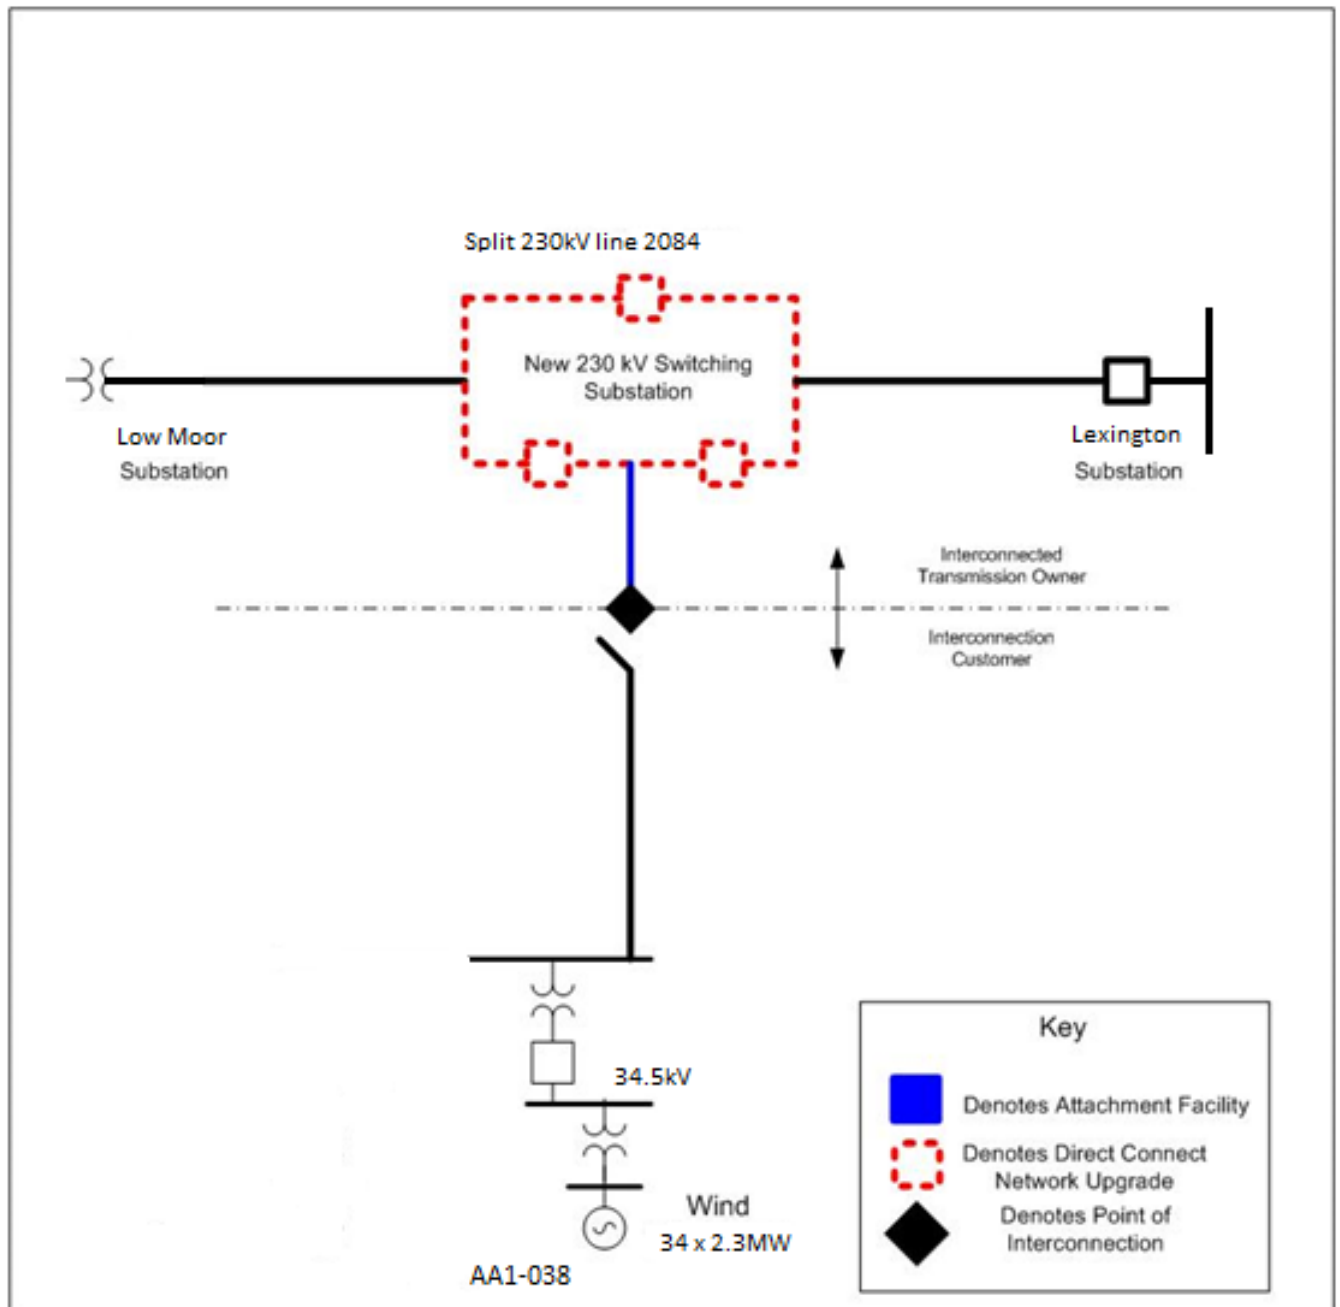 Split 230kV line 2084
New 230 kV Switching
Substation
Low Moor
Substation
Lexington
Substation
Interconnected
Transmission Owner
Interconnection
Customer
34.5kV
Wind
34 x 2.3MW
AA1-038
Key
Denotes Attachment Facility
Denotes Direct Connect
Network Upgrade
Denotes Point of
Interconnection